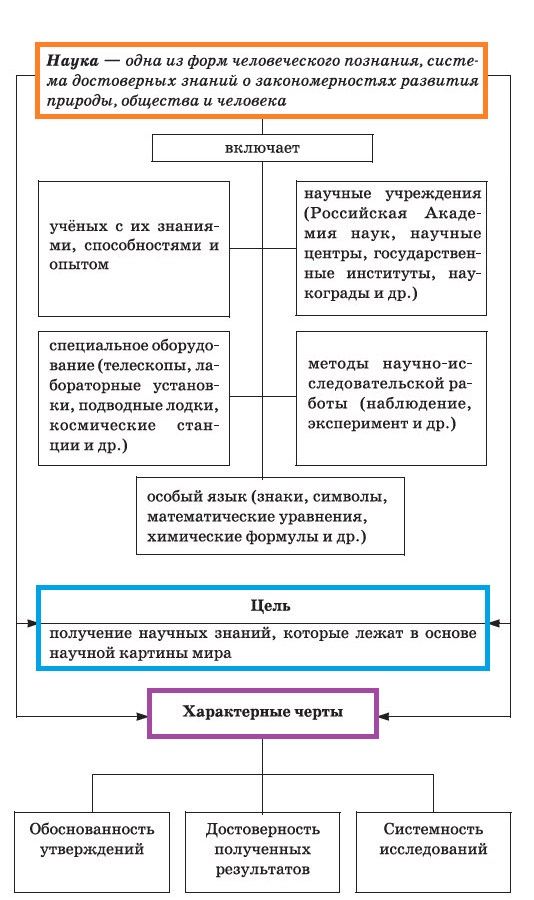 Наука — одна из форм человеческого познания, систе-
ма достоверных знаний о закономерностях развития
природы, общества и человека
включает
учёных с их знания-
ми, способностями и
опытом
научные учреждения
(Российская Акаде-
мия наук, научные
центры, государствен-
ные институты, нау-
кограды и др.)
специальное оборудо-
вание (телескопы, ла-
бораторные установ-
ки, подводные лодки,
космические стан-
ции и др.)
методы научно-ис-
следовательской ра-
боты (наблюдение,
эксперимент и др.)
особый язык (знаки, символы,
математические уравнения,
химические формулы и др.)
Цель
получение научных знаний, которые лежат в основе
научной картины мира
Характерные черты
Обоснованность
утверждений
Достоверность
полученных
результатов
Системность
исследований